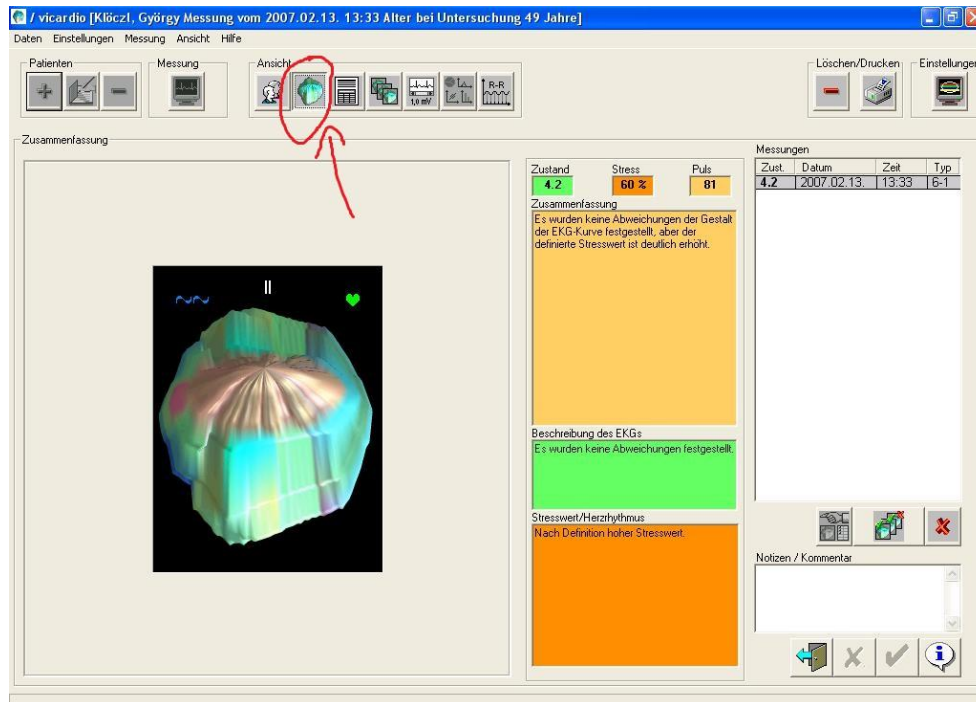 / vicardio [Klöczl, György Messung vom 2007.02.13. 13:33 Alter bei Untersuchung 49 Jahre]
Daten Einstellungen Messung Ansicht Hilfe
Patienten
Messung
Ansicht
1,0 mV
R-R
Löschen/Drucken
Einstellungen
Zusammenfassung
II
Zustand Stress Puls
4.2 60 % 81
Zusammenfassung
Es wurden keine Abweichungen der Gestalt
der EKG-Kurve festgestellt, aber der
definierte Stresswert ist deutlich erhöht.
Beschreibung des EKGs
Es wurden keine Abweichungen festgestellt.
Stresswert/Herzrhythmus
Nach Definition hoher Stresswert.
Messungen
Zust. Datum Zeit Typ
4.2 2007.02.13. 13:33 6-1
Notizen / Kommentar